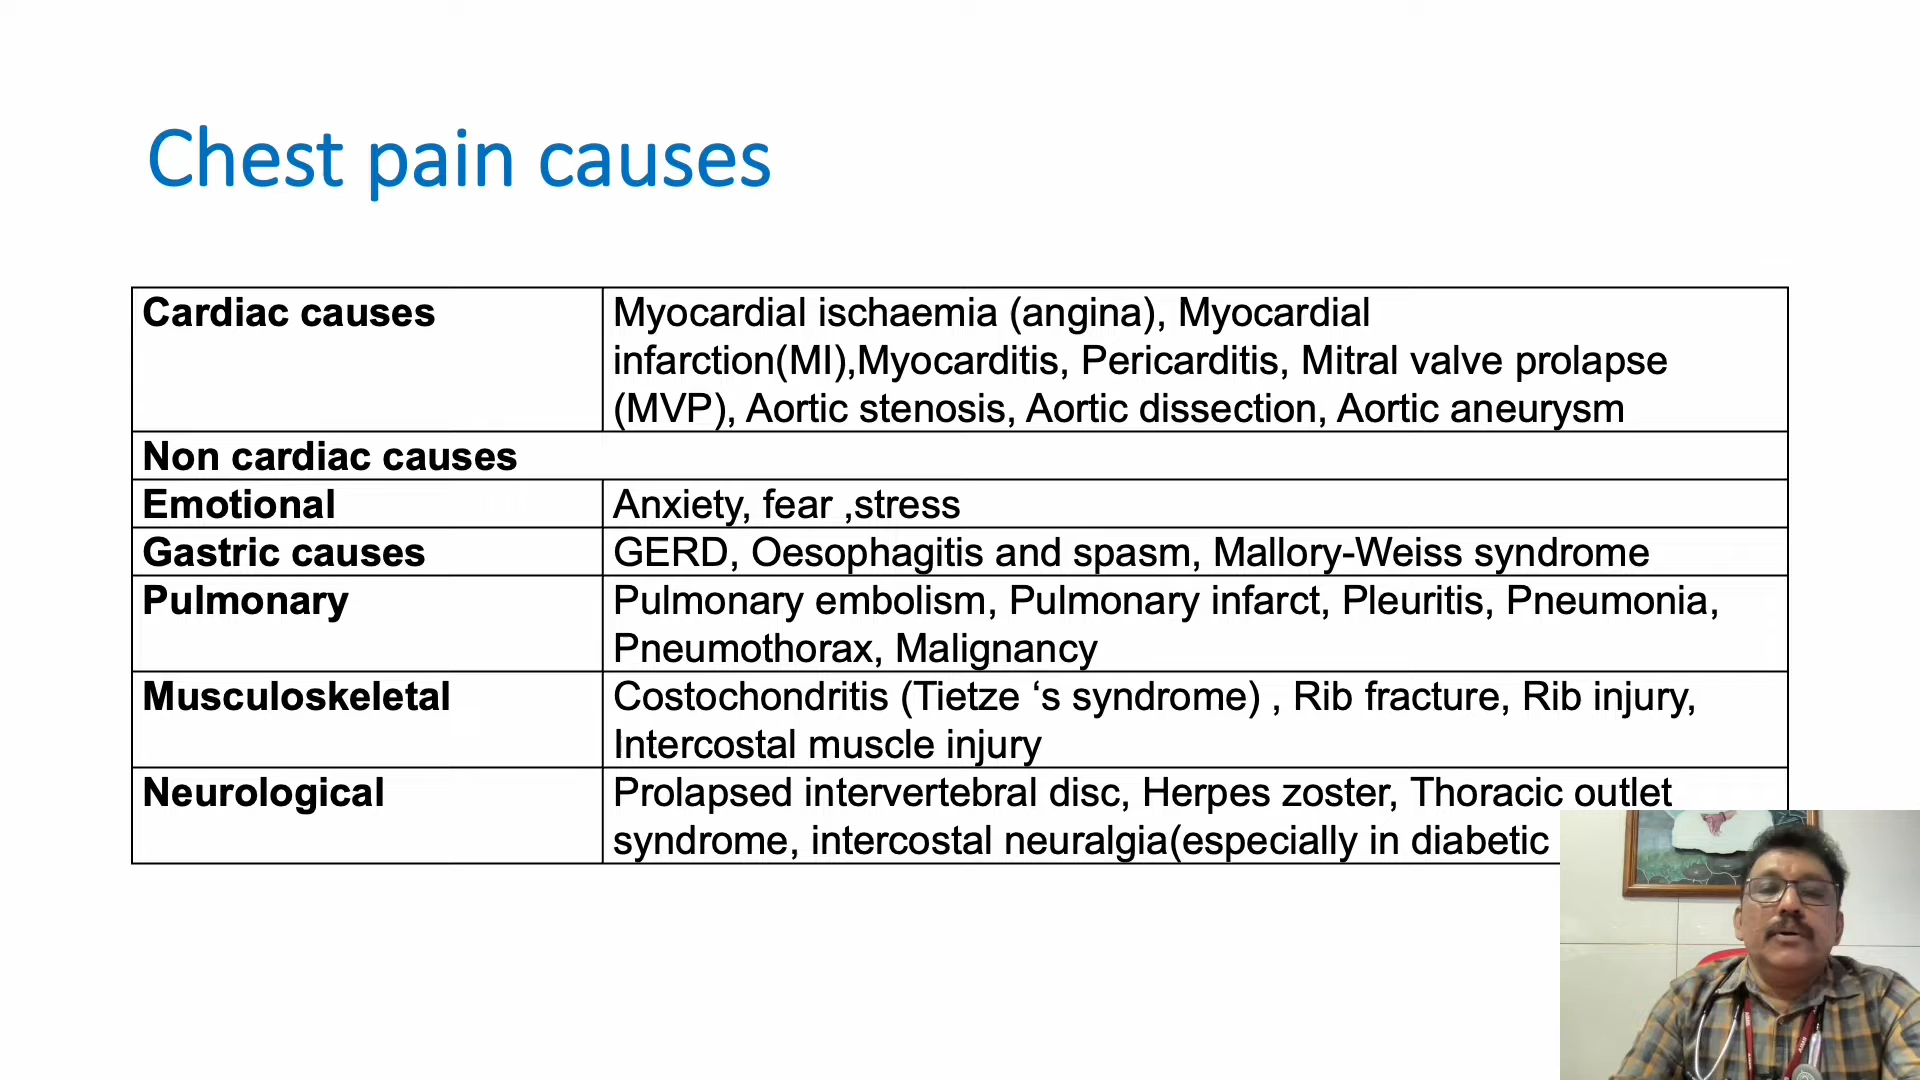 Chest pain causes
Cardiac causes
Myocardial ischaemia (angina), Myocardial
infarction(MI),Myocarditis, Pericarditis, Mitral valve prolapse
(MVP), Aortic stenosis, Aortic dissection, Aortic aneurysm
Non cardiac causes
Emotional
Anxiety, fear ,stress
Gastric causes
GERD, Oesophagitis and spasm, Mallory-Weiss syndrome
Pulmonary
Pulmonary embolism, Pulmonary infarct, Pleuritis, Pneumonia,
Pneumothorax, Malignancy
Musculoskeletal
Costochondritis (Tietze ‘s syndrome) , Rib fracture, Rib injury,
Intercostal muscle injury
Neurological
Prolapsed intervertebral disc, Herpes zoster, Thoracic outlet
syndrome, intercostal neuralgia(especially in diabetic